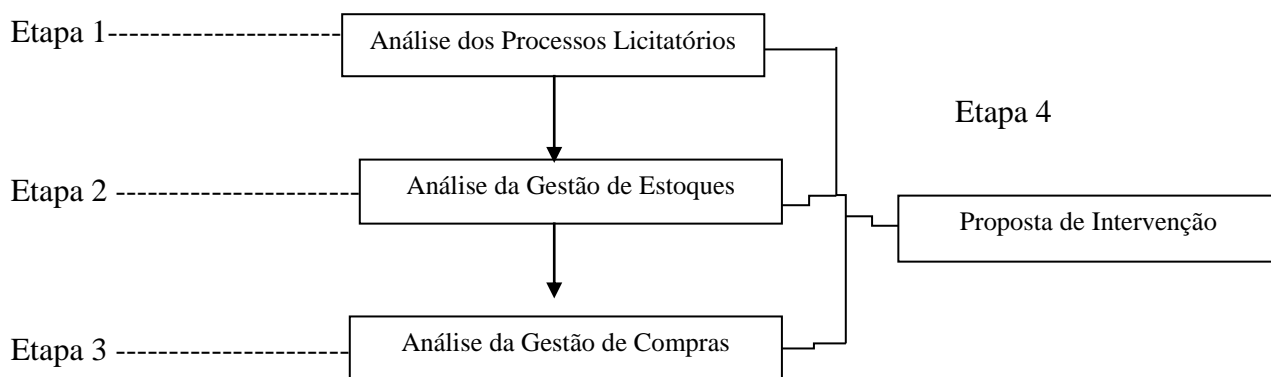 Etapa 1
Análise dos Processos Licitatórios
Etapa 4
Etapa 2
Análise da Gestão de Estoques
Proposta de Intervenção
Etapa 3
Análise da Gestão de Compras